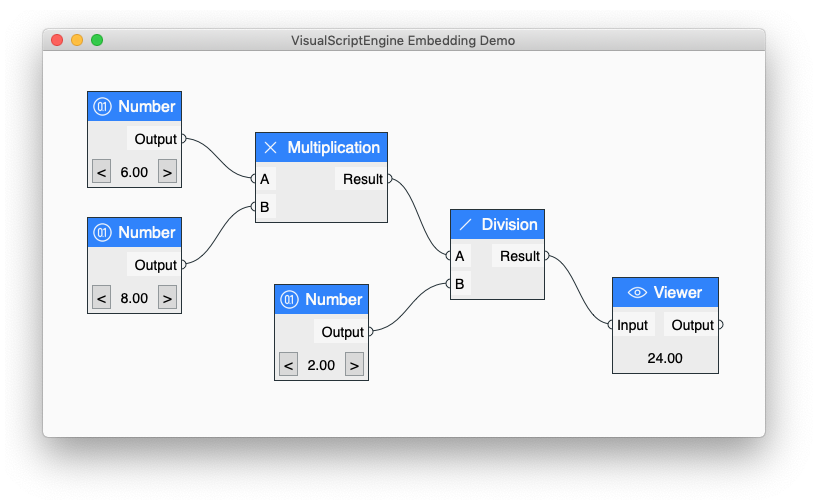 VisualScriptEngine Embedding Demo
01 Number
Output
< 6.00 >
Multiplication
A Result
B
01 Number
Output
< 8.00 >
Division
A Result
B
01 Number
Output
< 2.00 >
Viewer
Input Output
24.00